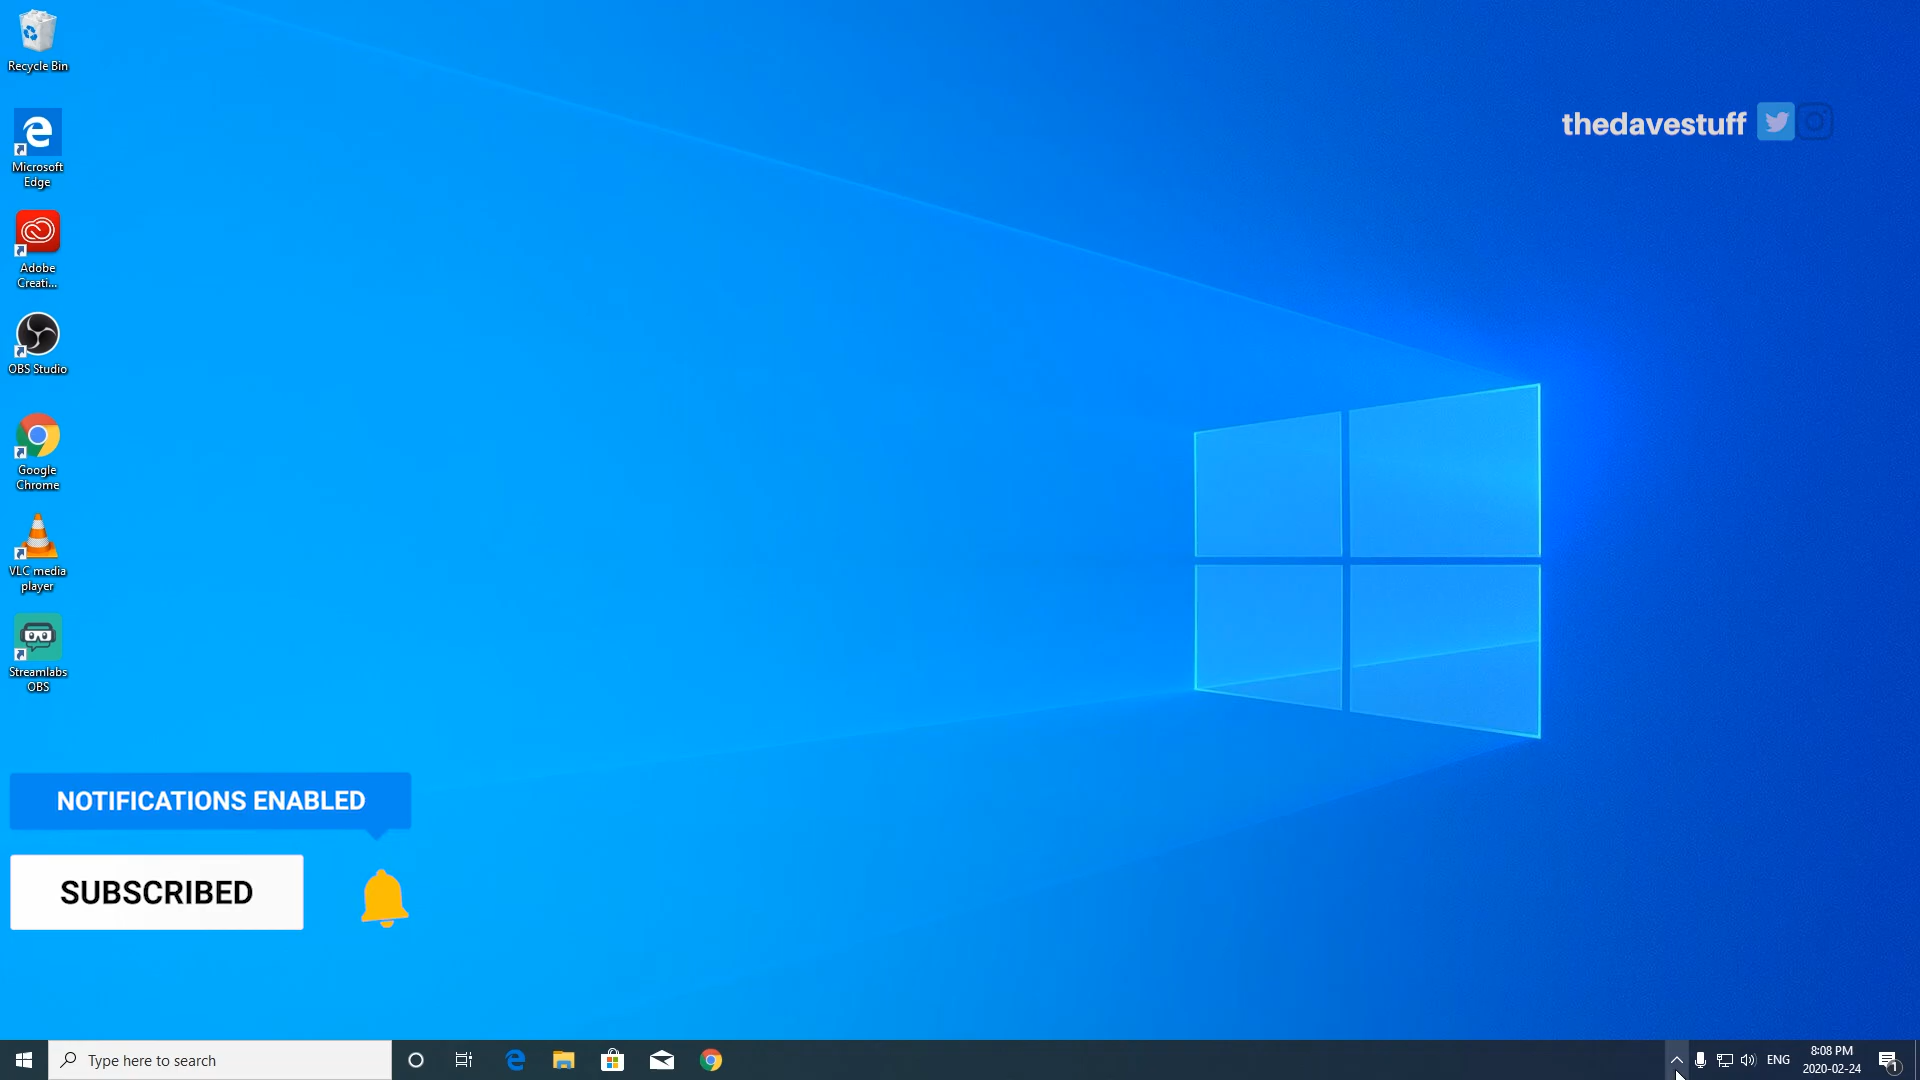 Recycle Bin
thedavestuff
Microsoft
Edge
Adobe
Creati...
OBS Studio
Google
Chrome
VLC media
player
Streamlabs
OBS
NOTIFICATIONS ENABLED
SUBSCRIBED
Type here to search
ENG
8:08 PM
2020-02-24
1